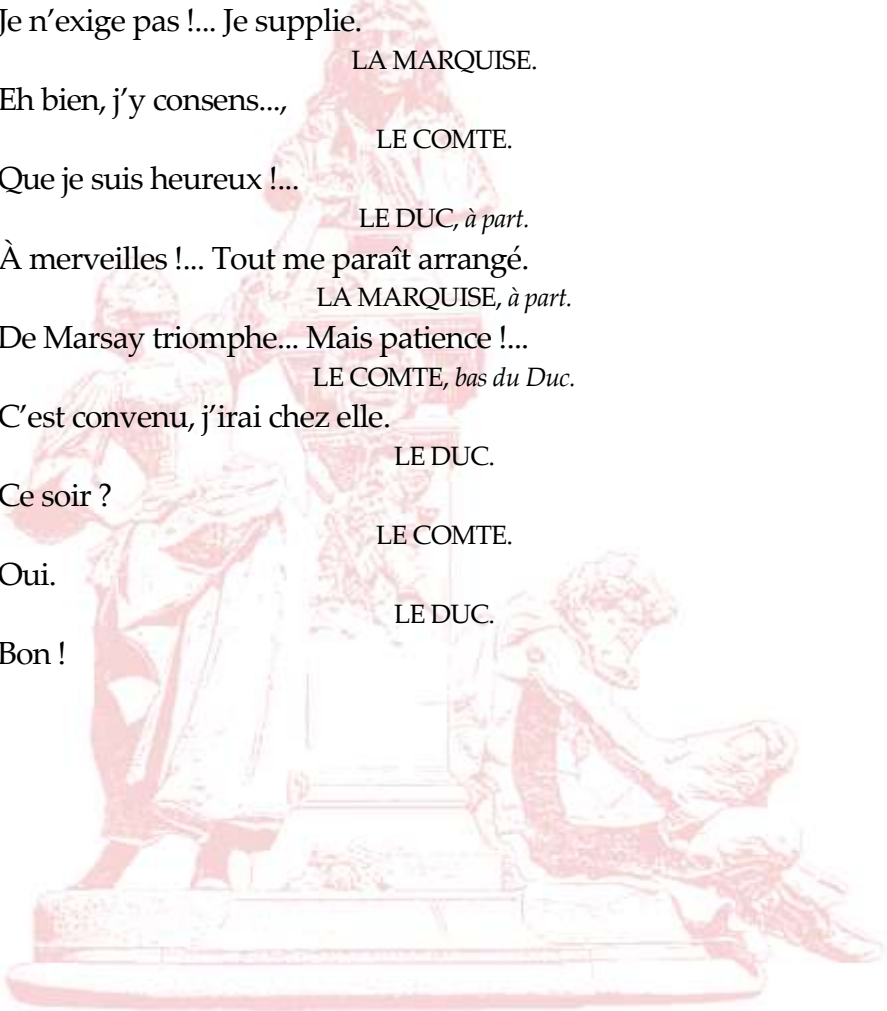 Je n’exige pas !... Je supplie.
LA MARQUISE.
Eh bien, j’y consens...,
LE COMTE.
Que je suis heureux !...
LE DUC, à part.
À merveilles !... Tout me paraît arrangé.
LA MARQUISE, à part.
De Marsay triomphe... Mais patience !...
LE COMTE, bas du Duc.
C’est convenu, j’irai chez elle.
LE DUC.
Ce soir ?
LE COMTE.
Oui.
LE DUC.
Bon !